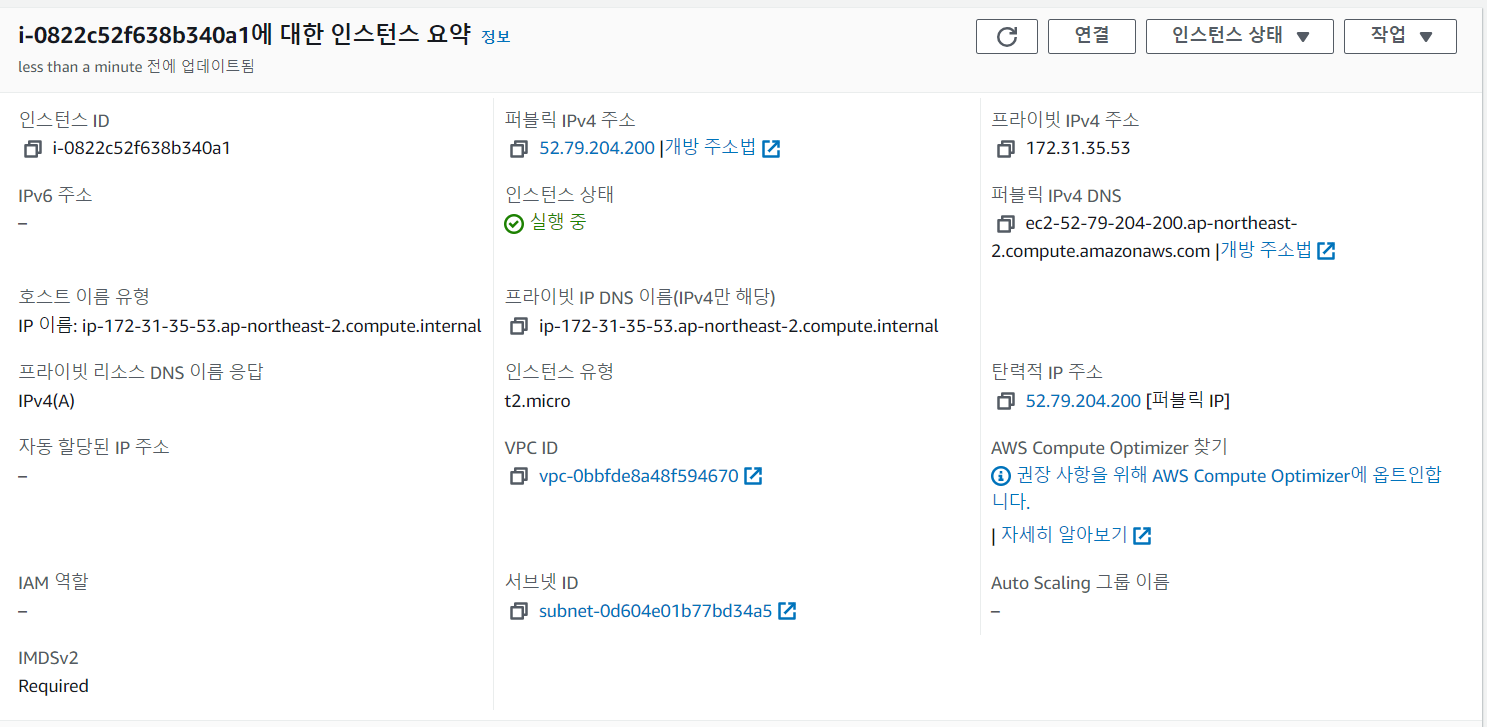 i-0822c52f638b340a1에 대한 인스턴스 요약 정보
less than a minute 전에 업데이트됨
연결
인스턴스 상태
작업
인스턴스 ID
i-0822c52f638b340a1
퍼블릭 IPv4 주소
52.79.204.200 |개방 주소법
프라이빗 IPv4 주소
172.31.35.53
IPv6 주소
–
인스턴스 상태
실행 중
퍼블릭 IPv4 DNS
ec2-52-79-204-200.ap-northeast-
2.compute.amazonaws.com |개방 주소법
호스트 이름 유형
IP 이름: ip-172-31-35-53.ap-northeast-2.compute.internal
프라이빗 IP DNS 이름(IPv4만 해당)
ip-172-31-35-53.ap-northeast-2.compute.internal
프라이빗 리소스 DNS 이름 응답
IPv4(A)
인스턴스 유형
t2.micro
탄력적 IP 주소
52.79.204.200 [퍼블릭 IP]
자동 할당된 IP 주소
–
VPC ID
vpc-0bbfde8a48f594670
AWS Compute Optimizer 찾기
권장 사항을 위해 AWS Compute Optimizer에 옵트인합
니다.
| 자세히 알아보기
IAM 역할
–
서브넷 ID
subnet-0d604e01b77bd34a5
Auto Scaling 그룹 이름
–
IMDSv2
Required